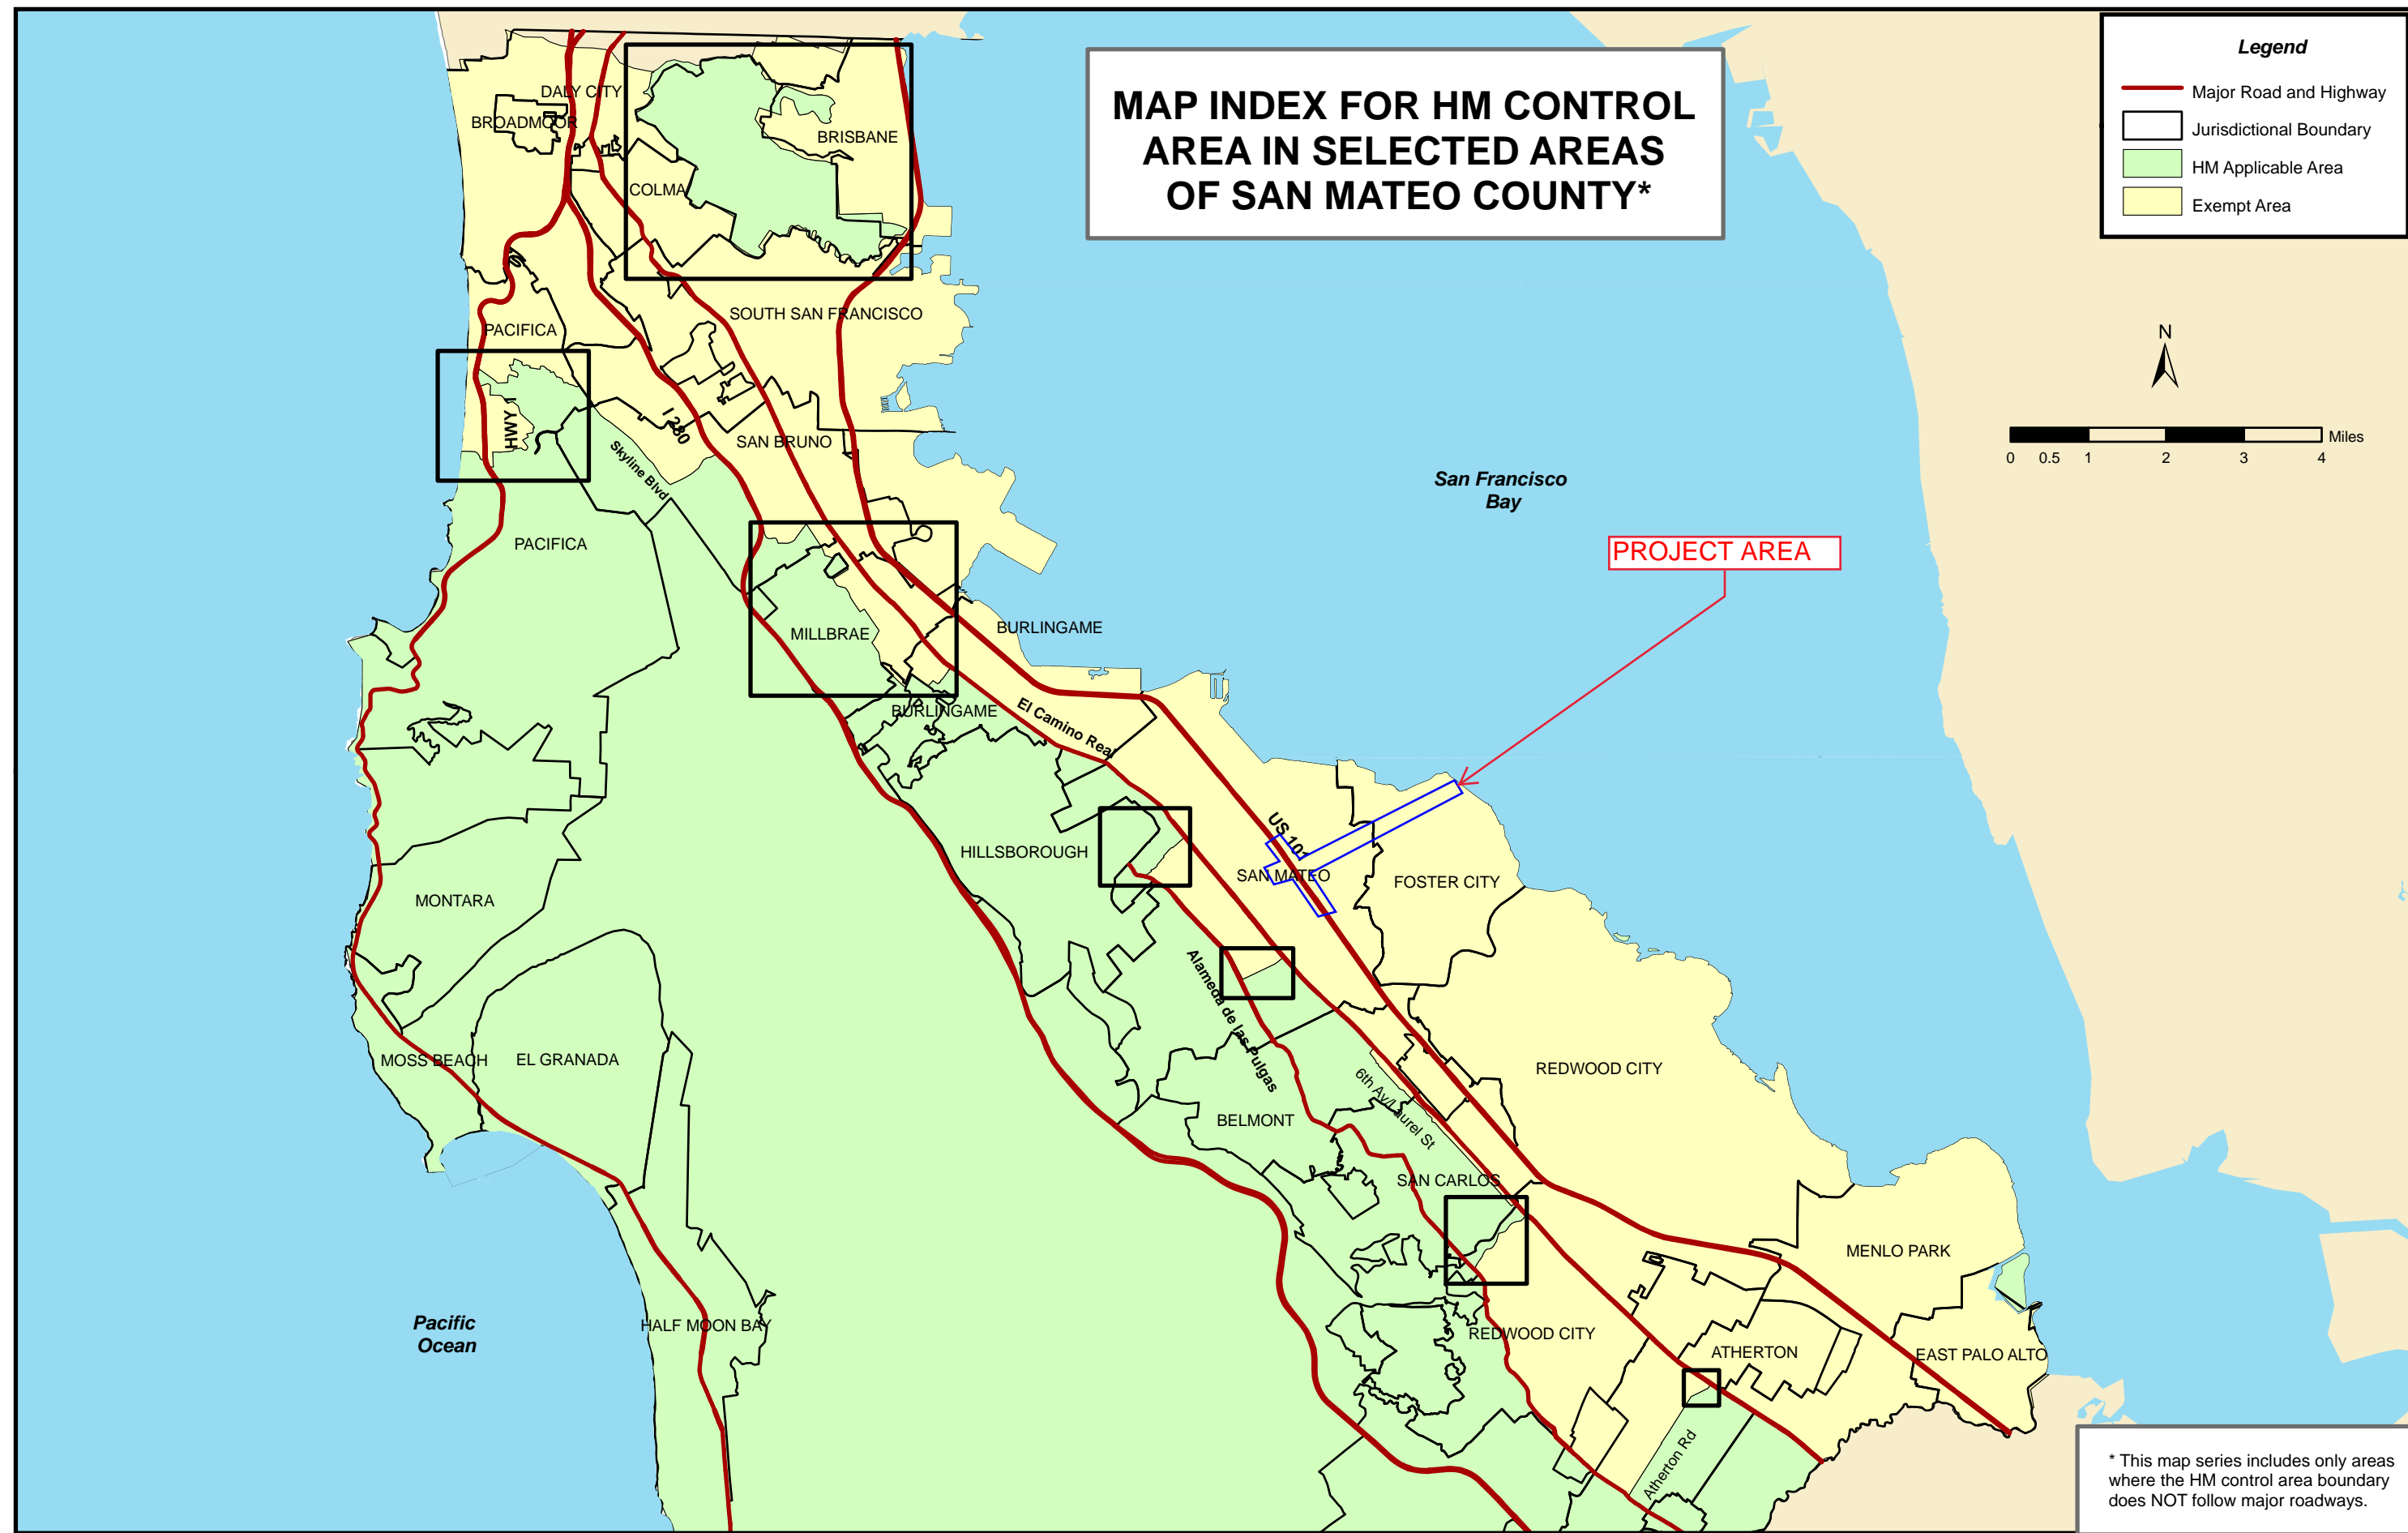 MAP INDEX FOR HM CONTROL
AREA IN SELECTED AREAS
OF SAN MATEO COUNTY*
Legend
Major Road and Highway
Jurisdictional Boundary
HM Applicable Area
Exempt Area
N
Miles
0 0.5 1 2 3 4
DALY CITY
BROADMOOR
BRISBANE
COLMA
SOUTH SAN FRANCISCO
PACIFICA
HWY 1
I 280
SAN BRUNO
Skyline Blvd
San Francisco
Bay
PACIFICA
PROJECT AREA
MILLBRAE
BURLINGAME
BURLINGAME
El Camino Real
US 101
HILLSBOROUGH
SAN MATEO
FOSTER CITY
MONTARA
Alameda de las Pulgas
MOSS BEACH
EL GRANADA
REDWOOD CITY
6th Av/Laurel St
BELMONT
SAN CARLOS
MENLO PARK
Pacific
Ocean
HALF MOON BAY
REDWOOD CITY
ATHERTON
EAST PALO ALTO
Atherton Rd
* This map series includes only areas
where the HM control area boundary
does NOT follow major roadways.